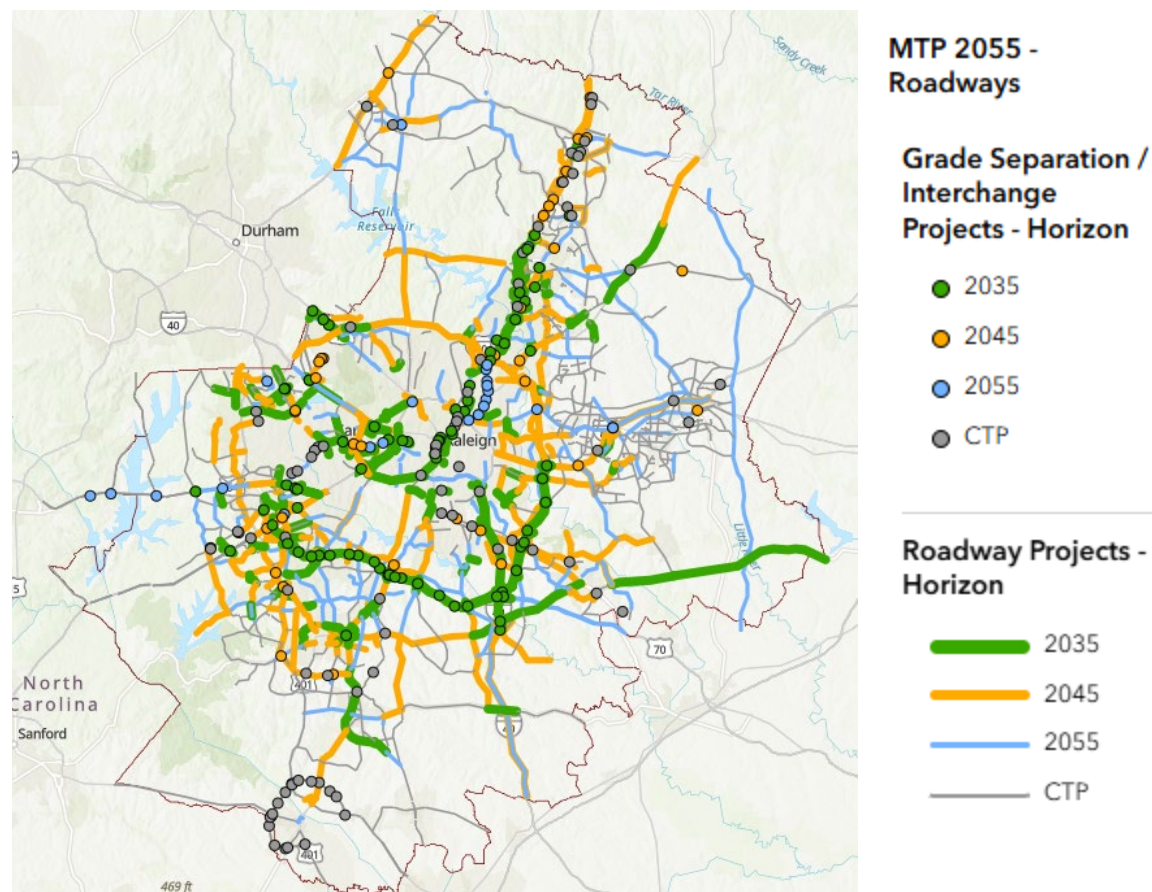 Sandy Creek
Tar River
Durham
Falls
Reservoir
40
Raleigh
Little
70
401
40
North
Carolina
Sanford
401
469 ft
MTP 2055 -
Roadways
Grade Separation /
Interchange
Projects - Horizon
2035
2045
2055
CTP
Roadway Projects -
Horizon
2035
2045
2055
CTP